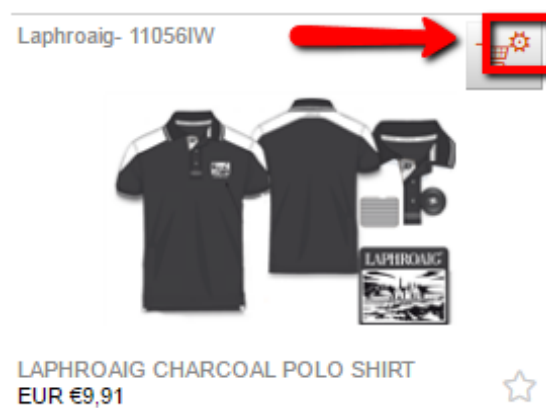 Laphroaig- 11056IW
LAPHROAIG
LAPHROAIG CHARCOAL POLO SHIRT
EUR €9,91